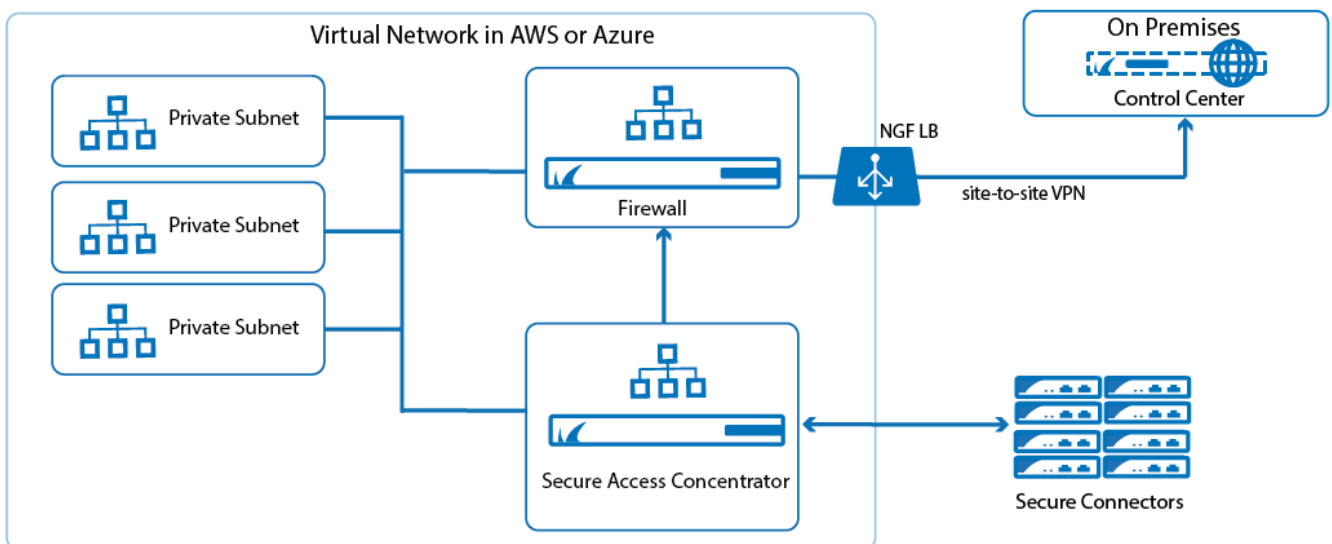 Virtual Network in AWS or Azure
On Premises
Control Center
Private Subnet
Private Subnet
Private Subnet
Firewall
NGF LB
site-to-site VPN
Secure Access Concentrator
Secure Connectors